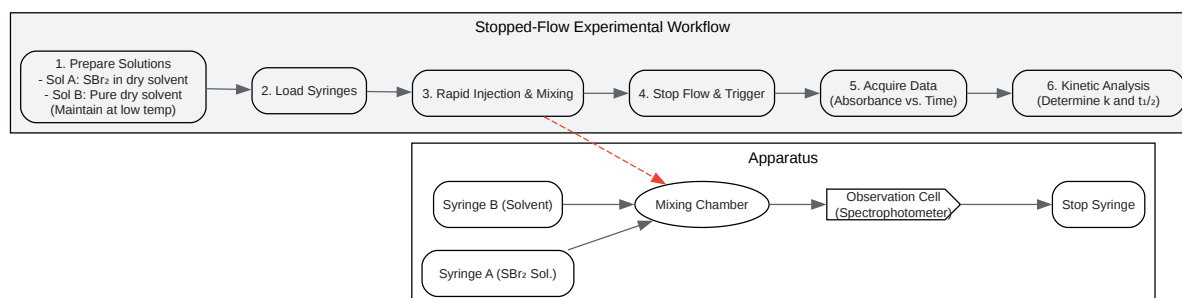 Stopped-Flow Experimental Workflow
1. Prepare Solutions
- Sol A: SBr₂ in dry solvent
- Sol B: Pure dry solvent
(Maintain at low temp)
2. Load Syringes
3. Rapid Injection & Mixing
4. Stop Flow & Trigger
5. Acquire Data
(Absorbance vs. Time)
6. Kinetic Analysis
(Determine k and t₁/₂)
Apparatus
Syringe B (Solvent)
Mixing Chamber
Observation Cell
(Spectrophotometer)
Stop Syringe
Syringe A (SBr₂ Sol.)